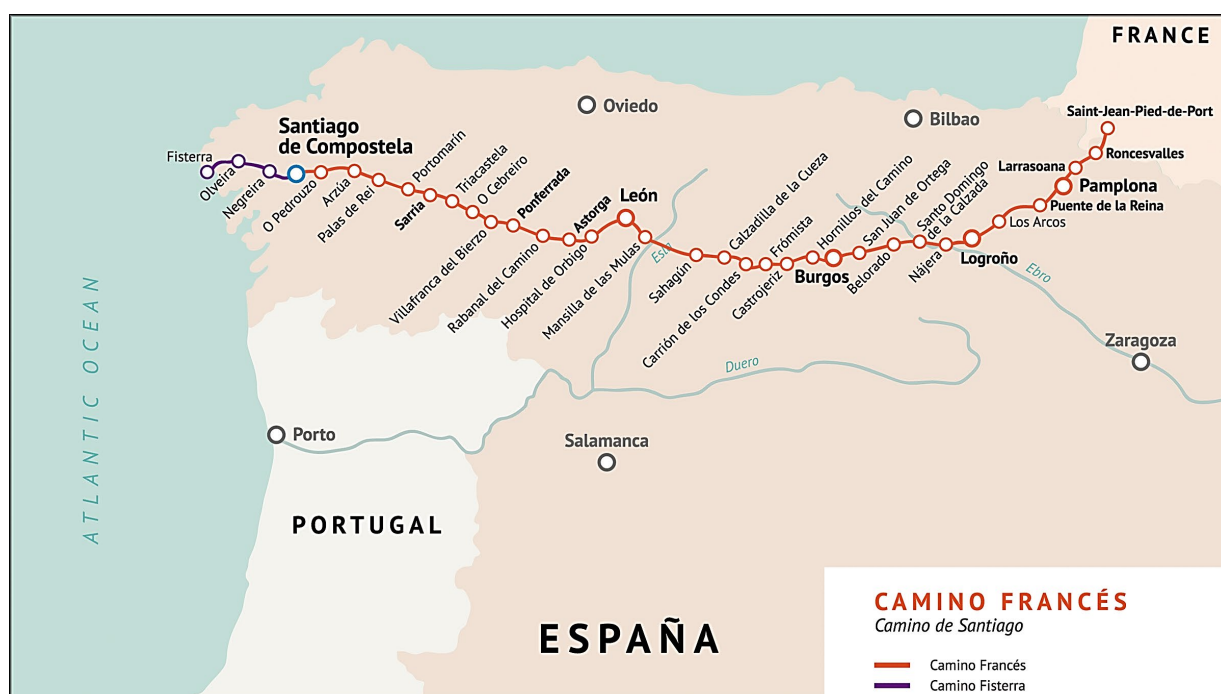 FRANCE
Oviedo
Bilbao
Saint-Jean-Pied-de-Port
Roncesvalles
Larrasoana
Pamplona
Puente de la Reina
Los Arcos
Logroño
Nájera
Santo Domingo
de la Calzada
Belorado
San Juan de Ortega
Burgos
Hornillos del Camino
Castrojeriz
Frómista
Carrión de los Condes
Calzadilla de la Cueza
Sahagún
Mansilla de las Mulas
León
Hospital de Orbigo
Astorga
Rabanal del Camino
Ponferrada
Villafranca del Bierzo
O Cebreiro
Triacastela
Sarria
Portomarín
Palas de Rei
Arzúa
O Pedrouzo
Santiago
de Compostela
Negreira
Olveira
Fisterra
Esto
Ebro
Duero
Zaragoza
Salamanca
Porto
ATLANTIC OCEAN
PORTUGAL
ESPAÑA
CAMINO FRANCÉS
Camino de Santiago
Camino Francés
Camino Fisterra